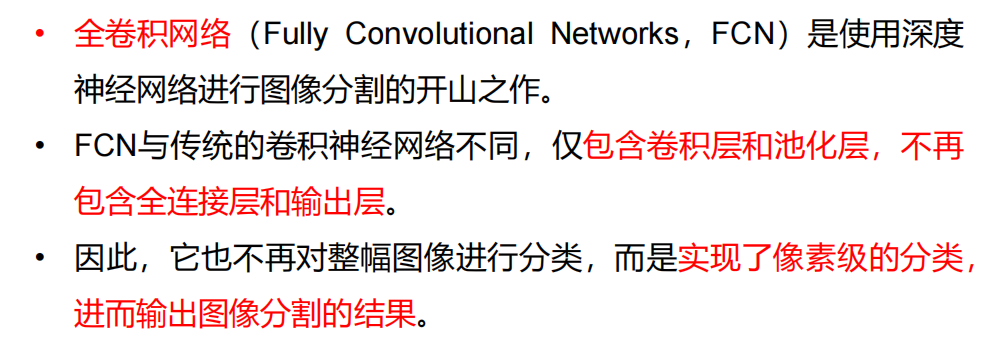 • 全卷积网络（Fully Convolutional Networks，FCN）是使用深度
神经网络进行图像分割的开山之作。
• FCN与传统的卷积神经网络不同，仅包含卷积层和池化层，不再
包含全连接层和输出层。
• 因此，它也不再对整幅图像进行分类，而是实现了像素级的分类，
进而输出图像分割的结果。